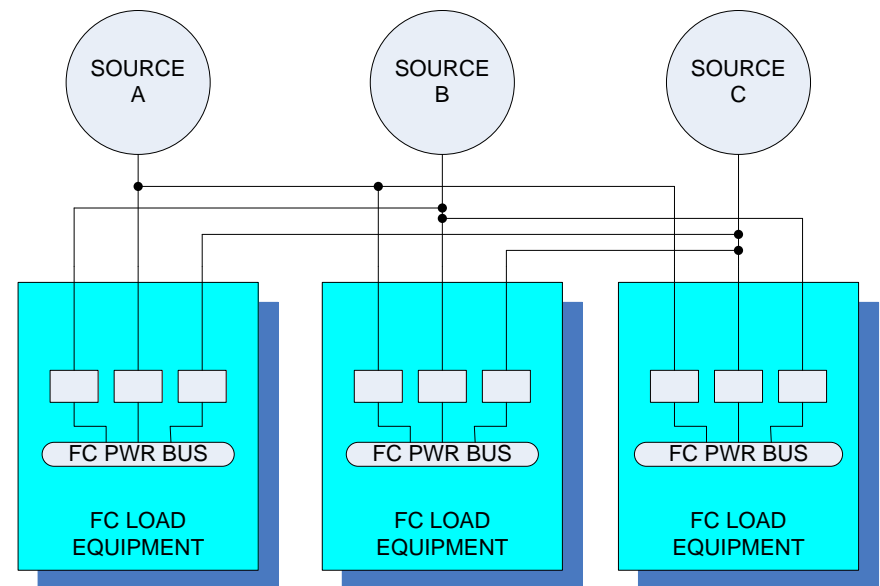 SOURCE
A
SOURCE
B
SOURCE
C
FC PWR BUS
FC PWR BUS
FC PWR BUS
FC LOAD
EQUIPMENT
FC LOAD
EQUIPMENT
FC LOAD
EQUIPMENT